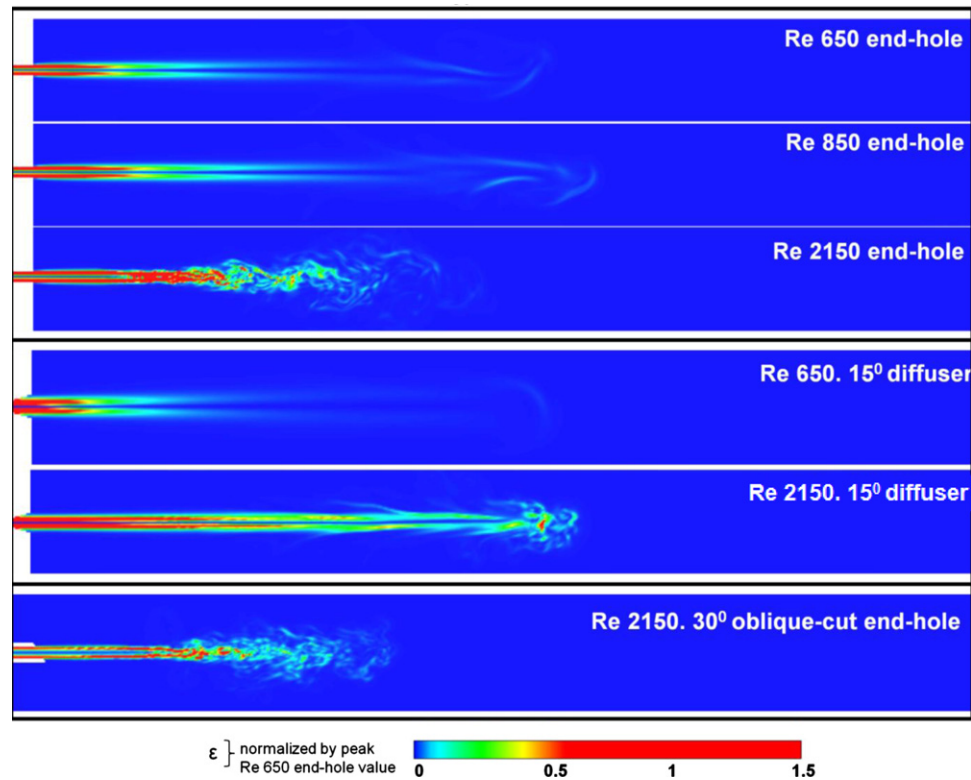 Re 650 end-hole
Re 850 end-hole
Re 2150 end-hole
Re 650. 15⁰ diffuser
Re 2150. 15⁰ diffuser
Re 2150. 30⁰ oblique-cut end-hole
ε } normalized by peak
Re 650 end-hole value
0 0.5 1 1.5